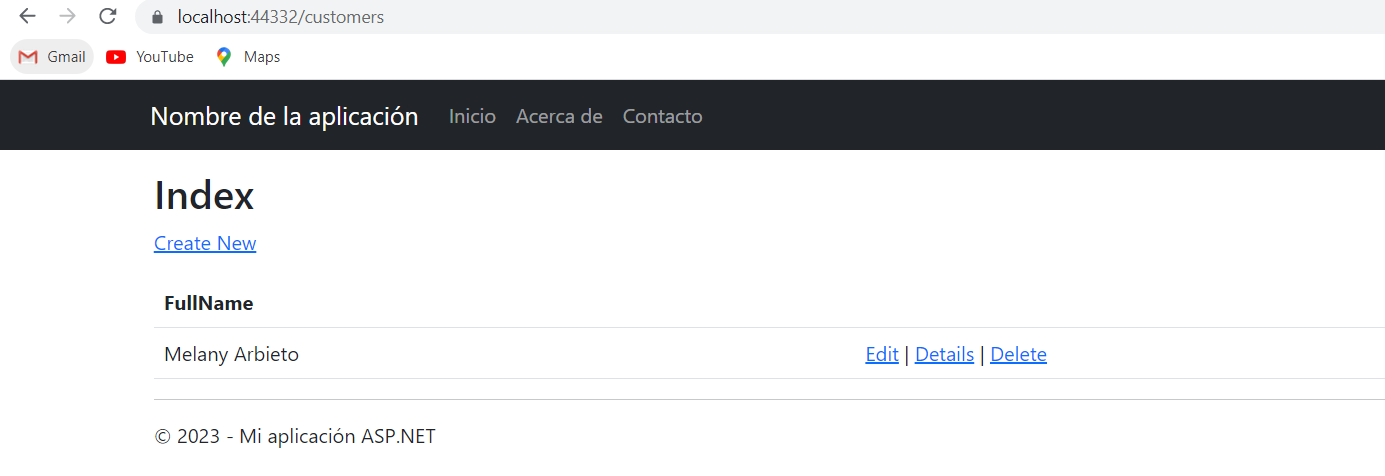 localhost:44332/customers
Gmail YouTube Maps
Nombre de la aplicación Inicio Acerca de Contacto
Index
Create New
FullName
Melany Arbieto Edit | Details | Delete
© 2023 - Mi aplicación ASP.NET